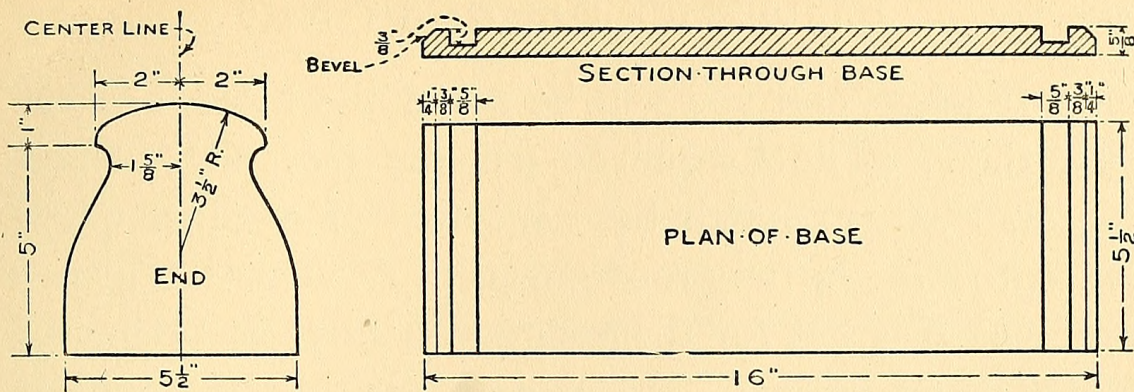 CENTER LINE
2" 2"
1"
1 5/8"
3 1/2" R.
5"
END
5 1/2"
3/8"
BEVEL
5/8"
SECTION·THROUGH BASE
1/4" 3/8" 5/8"
5/8" 3/8" 1/4"
PLAN·OF·BASE
5 1/2"
16"